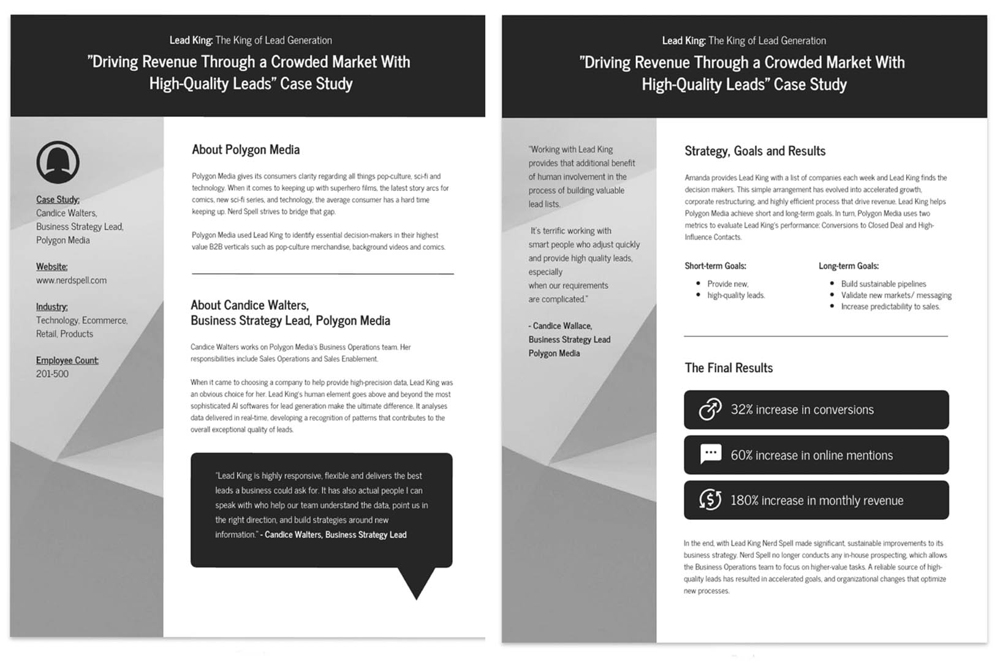 Lead King: The King of Lead Generation
"Driving Revenue Through a Crowded Market With
High-Quality Leads" Case Study
Case Study:
Candice Walters,
Business Strategy Lead,
Polygon Media
Website:
www.nerdspell.com
Industry:
Technology, Ecommerce,
Retail, Products
Employee Count:
201-500
About Polygon Media
Polygon Media gives its consumers clarity regarding all things pop-culture, sci-fi and
technology. When it comes to keeping up with superhero films, the latest story arcs for
comics, new sci-fi series, and technology, the average consumer has a hard time
keeping up. Nerd Spell strives to bridge that gap.
Polygon Media used Lead King to identify essential decision-makers in their highest
value B2B verticals such as pop-culture merchandise, background videos and comics.
About Candice Walters,
Business Strategy Lead, Polygon Media
Candice Walters works on Polygon Media's Business Operations team. Her
responsibilities include Sales Operations and Sales Enablement.
When it came to choosing a company to help provide high-precision data, Lead King was
an obvious choice for her. Lead King's human element goes above and beyond the most
sophisticated AI softwares for lead generation make the ultimate difference. It analyses
data delivered in real-time, developing a recognition of patterns that contributes to the
overall exceptional quality of leads.
"Lead King is highly responsive, flexible and delivers the best
leads a business could ask for. It has also actual people I can
speak with who help our team understand the data, point us in
the right direction, and build strategies around new
information." - Candice Walters, Business Strategy Lead
Lead King: The King of Lead Generation
"Driving Revenue Through a Crowded Market With
High-Quality Leads" Case Study
"Working with Lead King
provides that additional benefit
of human involvement in the
process of building valuable
lead lists.
It's terrific working with
smart people who adjust quickly
and provide high quality leads,
especially
when our requirements
are complicated."
- Candice Wallace,
Business Strategy Lead
Polygon Media
Strategy, Goals and Results
Amanda provides Lead King with a list of companies each week and Lead King finds the
decision makers. This simple arrangement has evolved into accelerated growth,
corporate restructuring, and highly efficient process that drive revenue. Lead King helps
Polygon Media achieve short and long-term goals. In turn, Polygon Media uses two
metrics to evaluate Lead King's performance: Conversions to Closed Deal and High-
Influence Contacts.
Short-term Goals:
• Provide new,
• high-quality leads.
Long-term Goals:
• Build sustainable pipelines
• Validate new markets/ messaging
• Increase predictability to sales.
The Final Results
32% increase in conversions
60% increase in online mentions
180% increase in monthly revenue
In the end, with Lead King Nerd Spell made significant, sustainable improvements to its
business strategy. Nerd Spell no longer conducts any in-house prospecting, which allows
the Business Operations team to focus on higher-value tasks. A reliable source of high-
quality leads has resulted in accelerated goals, and organizational changes that optimize
new processes.